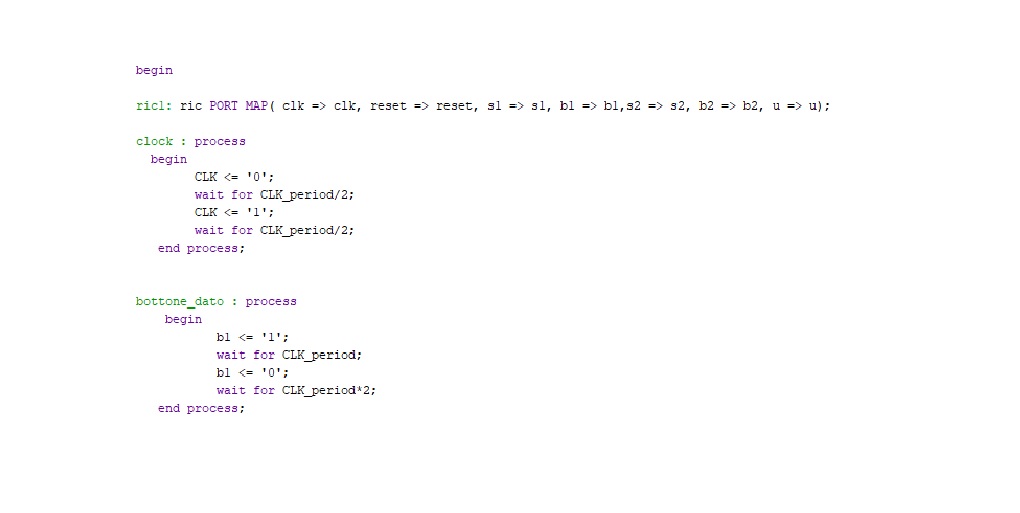 begin
ric1: ric PORT MAP( clk => clk, reset => reset, s1 => s1, b1 => b1,s2 => s2, b2 => b2, u => u);
clock : process
begin
CLK <= '0';
wait for CLK_period/2;
CLK <= '1';
wait for CLK_period/2;
end process;
bottone_dato : process
begin
b1 <= '1';
wait for CLK_period;
b1 <= '0';
wait for CLK_period*2;
end process;